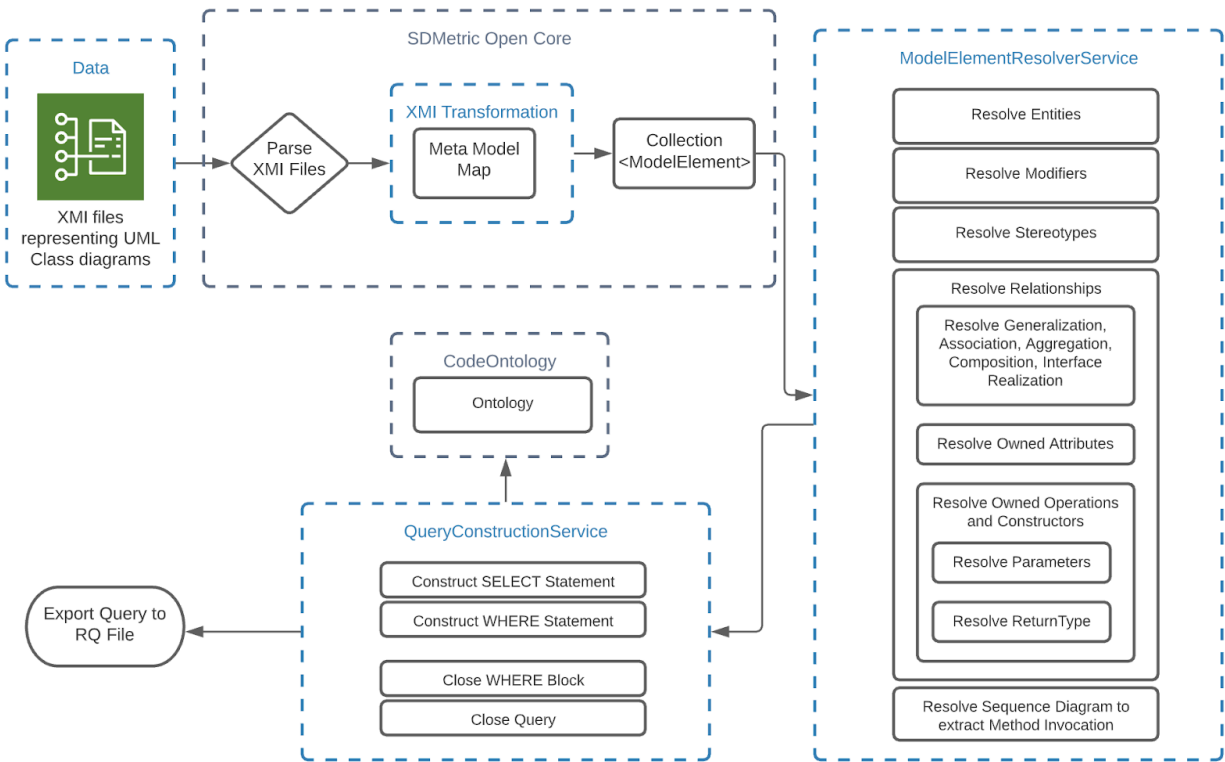 Data
XMI files
representing UML
Class diagrams
SDMetric Open Core
Parse
XMI Files
XMI Transformation
Meta Model
Map
Collection
<ModelElement>
ModelElementResolverService
Resolve Entities
Resolve Modifiers
Resolve Stereotypes
Resolve Relationships
Resolve Generalization,
Association, Aggregation,
Composition, Interface
Realization
Resolve Owned Attributes
Resolve Owned Operations
and Constructors
Resolve Parameters
Resolve ReturnType
Resolve Sequence Diagram to
extract Method Invocation
CodeOntology
Ontology
QueryConstructionService
Construct SELECT Statement
Construct WHERE Statement
Close WHERE Block
Close Query
Export Query to
RQ File